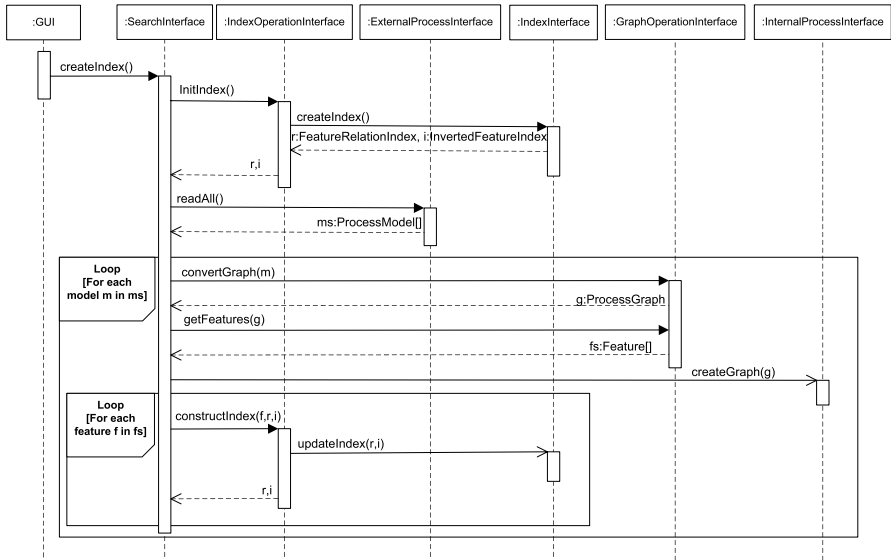 :GUI
:SearchInterface
:IndexOperationInterface
:ExternalProcessInterface
:IndexInterface
:GraphOperationInterface
:InternalProcessInterface
createIndex()
InitIndex()
createIndex()
r:FeatureRelationIndex, i:InvertedFeatureIndex
r,i
readAll()
ms:ProcessModel[]
Loop
[For each
model m in ms]
convertGraph(m)
g:ProcessGraph
getFeatures(g)
fs:Feature[]
createGraph(g)
Loop
[For each
feature f in fs]
constructIndex(f,r,i)
updateIndex(r,i)
r,i